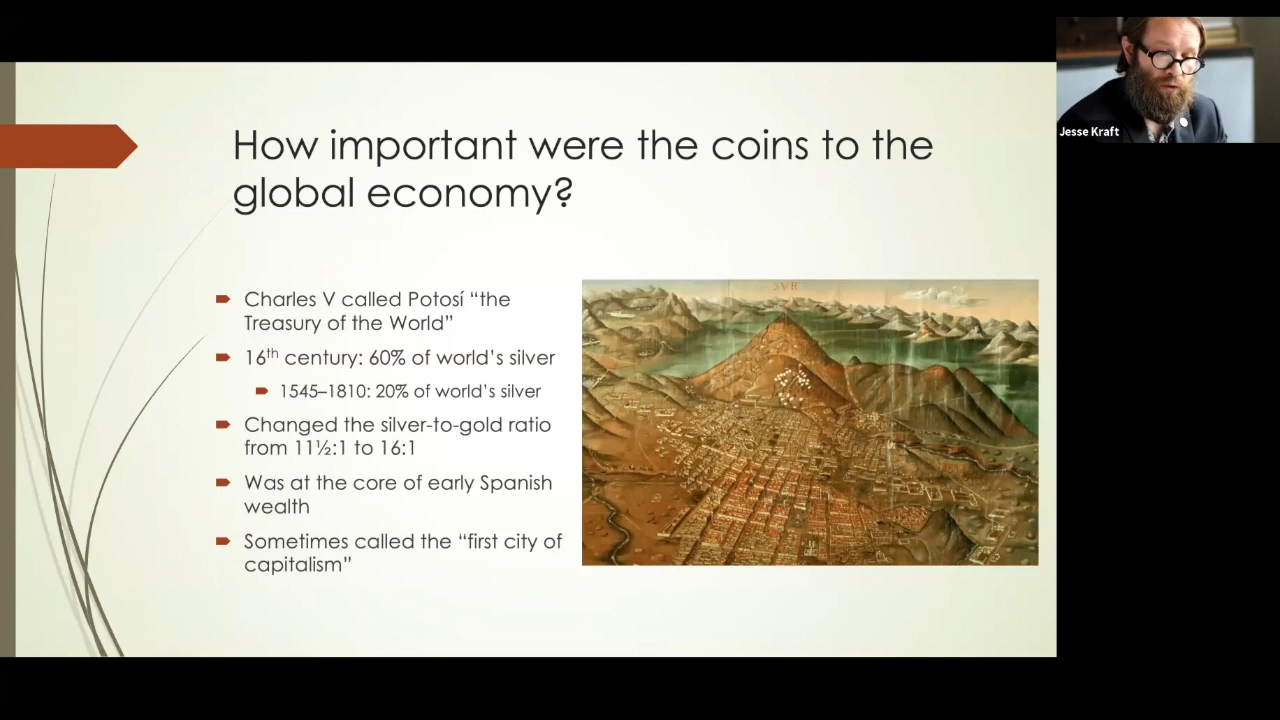 How important were the coins to the
global economy?
Charles V called Potosí “the
Treasury of the World”
16th century: 60% of world’s silver
1545–1810: 20% of world’s silver
Changed the silver-to-gold ratio
from 11½:1 to 16:1
Was at the core of early Spanish
wealth
Sometimes called the “first city of
capitalism”
Jesse Kraft